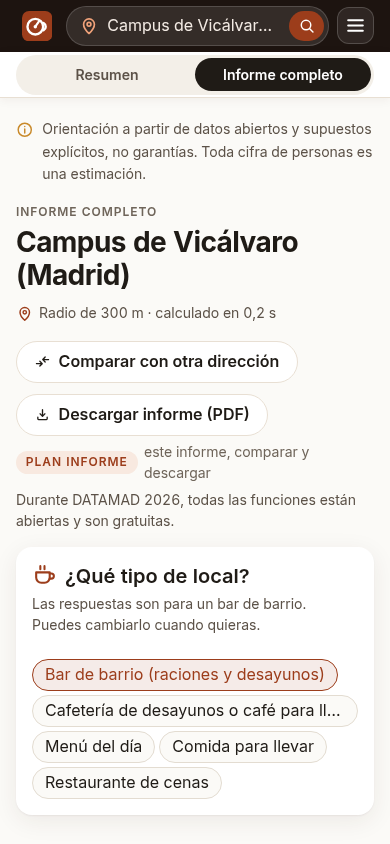 Campus de Vicálvar...
Resumen
Informe completo
Orientación a partir de datos abiertos y supuestos
explícitos, no garantías. Toda cifra de personas es
una estimación.
INFORME COMPLETO
Campus de Vicálvaro
(Madrid)
Radio de 300 m · calculado en 0,2 s
Comparar con otra dirección
Descargar informe (PDF)
PLAN INFORME
este informe, comparar y
descargar
Durante DATAMAD 2026, todas las funciones están
abiertas y son gratuitas.
¿Qué tipo de local?
Las respuestas son para un bar de barrio.
Puedes cambiarlo cuando quieras.
Bar de barrio (raciones y desayunos)
Cafetería de desayunos o café para ll...
Menú del día
Comida para llevar
Restaurante de cenas